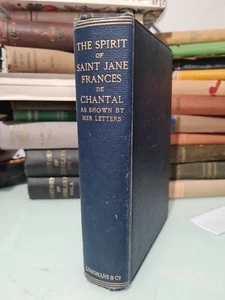 THE SPIRIT
OF
SAINT JANE
FRANCES
DE
CHANTAL
AS SHOWN BY
HER LETTERS
LONGMANS & CO